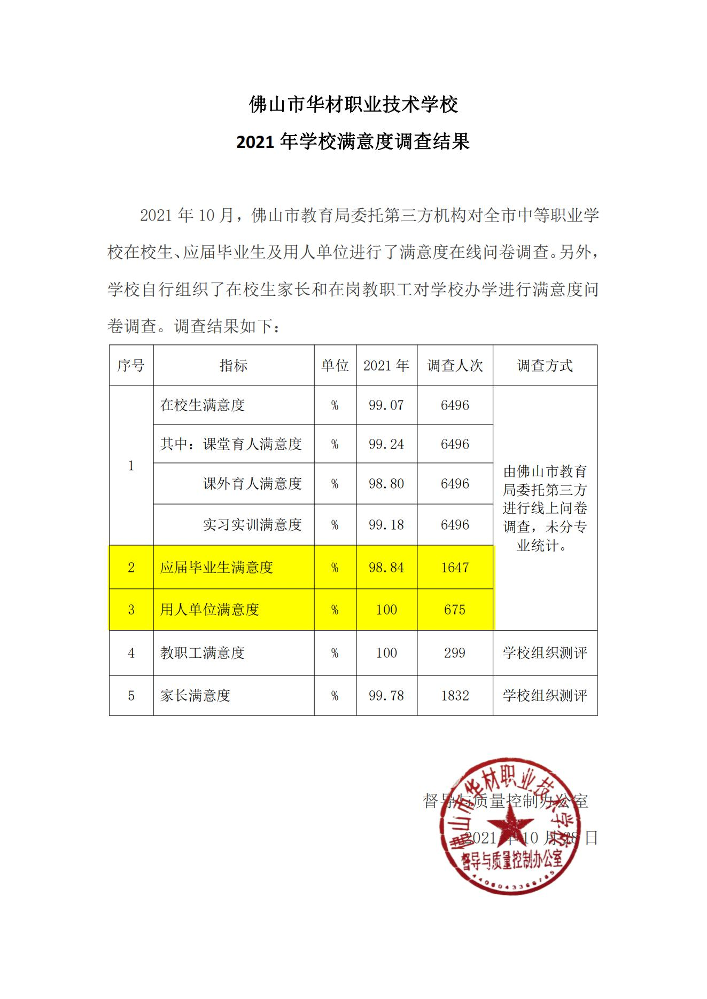 佛山市华材职业技术学校
2021 年学校满意度调查结果
2021 年 10 月，佛山市教育局委托第三方机构对全市中等职业学
校在校生、应届毕业生及用人单位进行了满意度在线问卷调查。另外，
学校自行组织了在校生家长和在岗教职工对学校办学进行满意度问
卷调查。调查结果如下：
序号 指标 单位 2021 年 调查人次 调查方式
1 在校生满意度 % 99.07 6496
其中：课堂育人满意度 % 99.24 6496
课外育人满意度 % 98.80 6496
实习实训满意度 % 99.18 6496
由佛山市教育
局委托第三方
进行线上问卷
调查，未分专
业统计。
2 应届毕业生满意度 % 98.84 1647
3 用人单位满意度 % 100 675
4 教职工满意度 % 100 299 学校组织测评
5 家长满意度 % 99.78 1832 学校组织测评
督导与质量控制办公室
2021 年 10 月 28 日
佛山市华材职业技术学校
督导与质量控制办公室